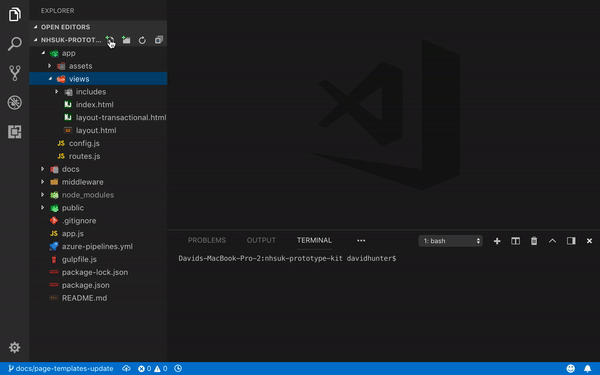 EXPLORER
OPEN EDITORS
NHSUK-PROTOT...
app
assets
views
includes
index.html
layout-transactional.html
layout.html
JS config.js
JS routes.js
docs
middleware
node_modules
public
.gitignore
JS app.js
azure-pipelines.yml
gulpfile.js
package-lock.json
package.json
README.md
PROBLEMS OUTPUT TERMINAL ••• 1: bash
Davids-MacBook-Pro-2:nhsuk-prototype-kit davidhunter$
docs/page-templates-update 0 0